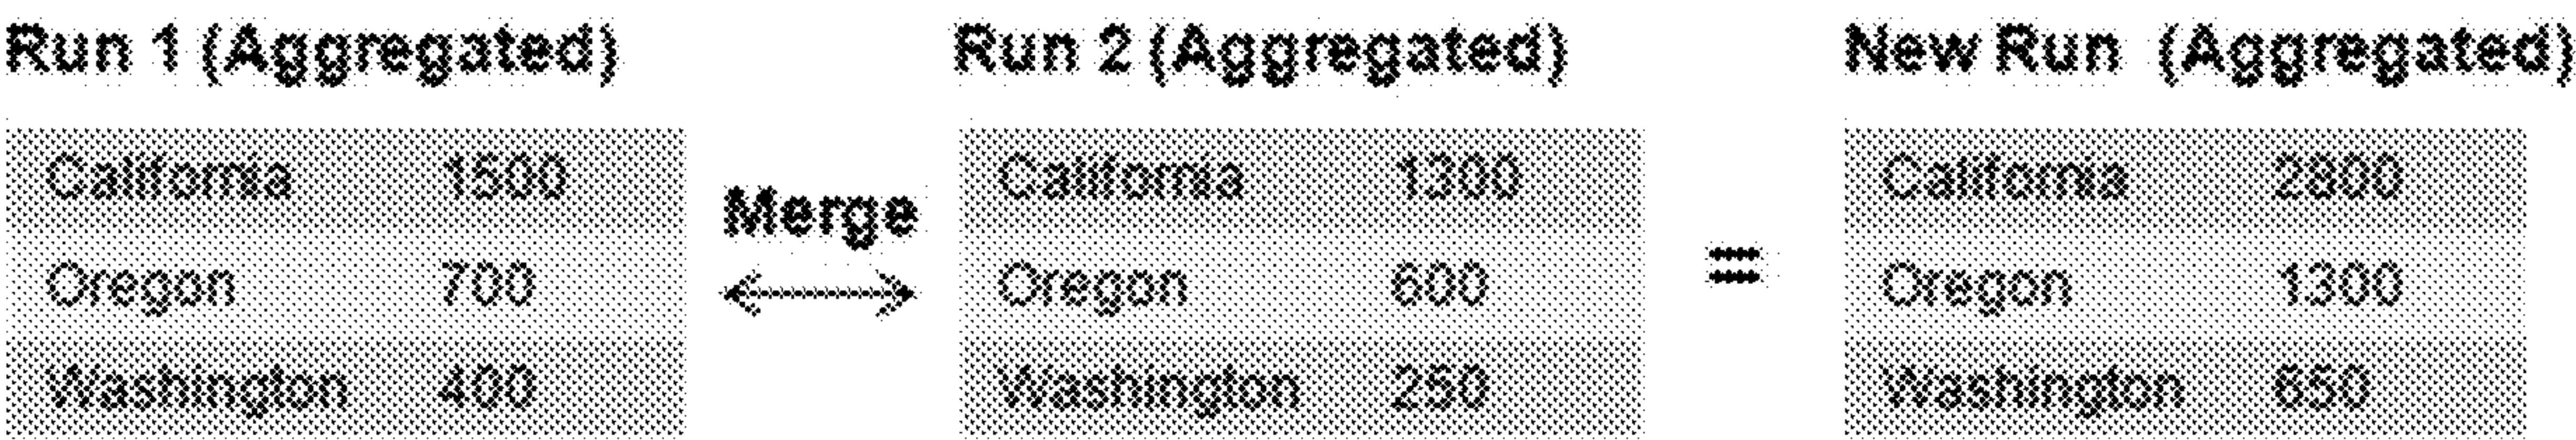 Run 1 (Aggregated) Run 2 (Aggregated) New Run (Aggregated)
California 1500 California 1300 California 2800
Merge
Oregon 700 Oregon 600 = Oregon 1300
Washington 400 Washington 250 Washington 650